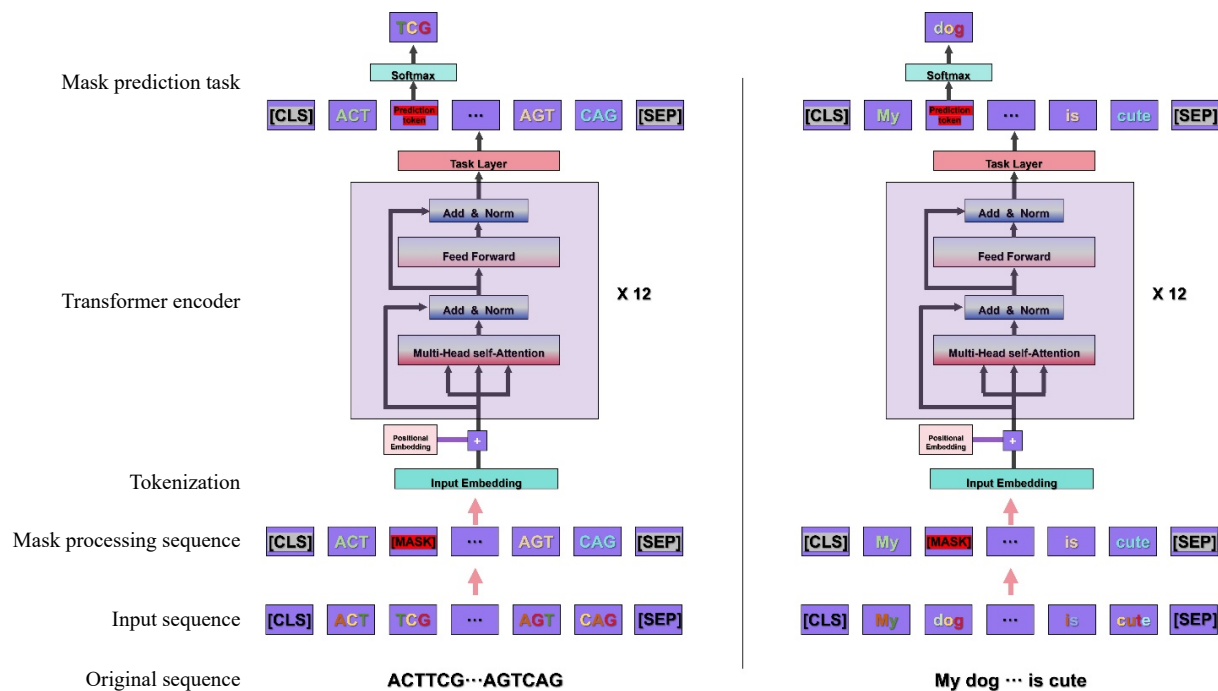 TCG
dog
Mask prediction task
Softmax
Softmax
[CLS] ACT Prediction token ... AGT CAG [SEP]
[CLS] My Prediction token ... is cute [SEP]
Task Layer
Task Layer
Add & Norm
Add & Norm
Feed Forward
Feed Forward
Transformer encoder
X 12
X 12
Add & Norm
Add & Norm
Multi-Head self-Attention
Multi-Head self-Attention
Positional Embedding
+
Positional Embedding
+
Tokenization
Input Embedding
Input Embedding
Mask processing sequence
[CLS] ACT [MASK] ... AGT CAG [SEP]
[CLS] My [MASK] ... is cute [SEP]
Input sequence
[CLS] ACT TCG ... AGT CAG [SEP]
[CLS] My dog ... is cute [SEP]
Original sequence
ACTTCG···AGTCAG
My dog ··· is cute